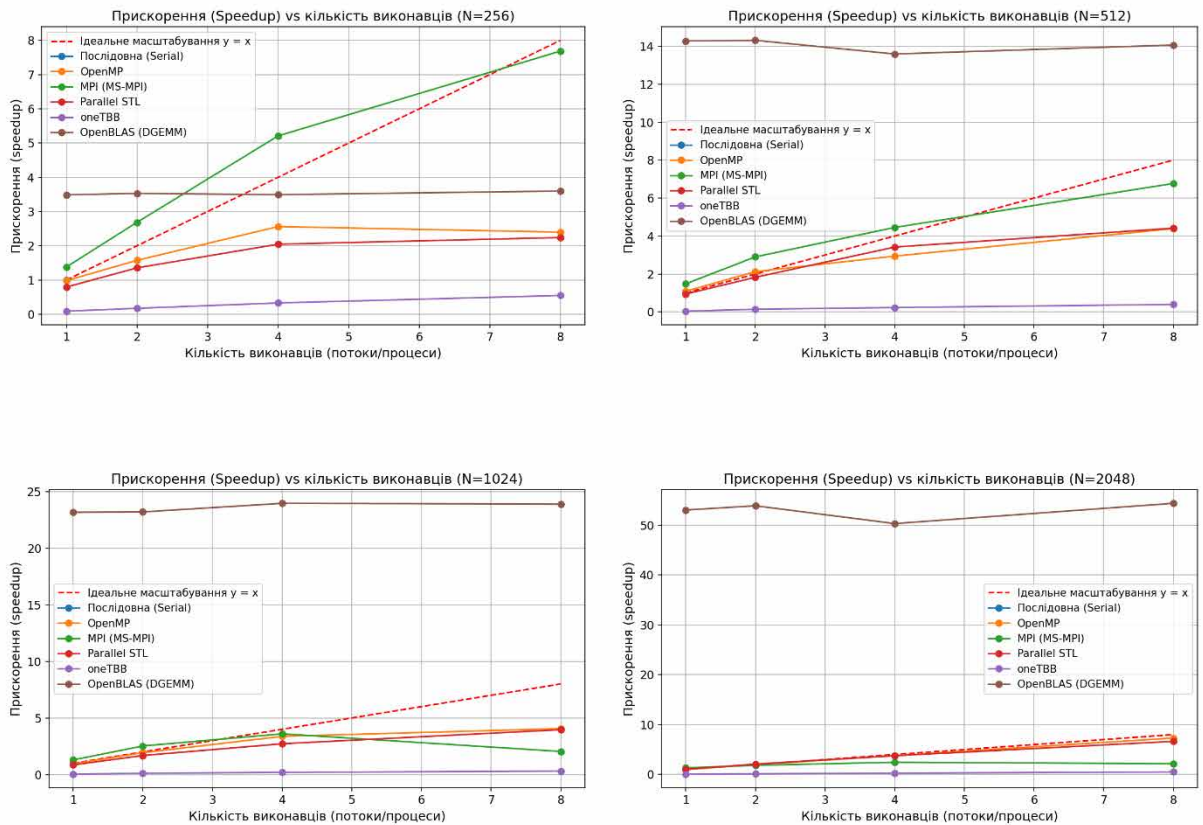 Прискорення (Speedup) vs кількість виконавців (N=256)
Прискорення (speedup)
8
7
6
5
4
3
2
1
0
Ідеальне масштабування y = x
Послідовна (Serial)
OpenMP
MPI (MS-MPI)
Parallel STL
oneTBB
OpenBLAS (DGEMM)
1 2 3 4 5 6 7 8
Кількість виконавців (потоки/процеси)
Прискорення (Speedup) vs кількість виконавців (N=512)
Прискорення (speedup)
14
12
10
8
6
4
2
0
Ідеальне масштабування y = x
Послідовна (Serial)
OpenMP
MPI (MS-MPI)
Parallel STL
oneTBB
OpenBLAS (DGEMM)
1 2 3 4 5 6 7 8
Кількість виконавців (потоки/процеси)
Прискорення (Speedup) vs кількість виконавців (N=1024)
Прискорення (speedup)
25
20
15
10
5
0
Ідеальне масштабування y = x
Послідовна (Serial)
OpenMP
MPI (MS-MPI)
Parallel STL
oneTBB
OpenBLAS (DGEMM)
1 2 3 4 5 6 7 8
Кількість виконавців (потоки/процеси)
Прискорення (Speedup) vs кількість виконавців (N=2048)
Прискорення (speedup)
50
40
30
20
10
0
Ідеальне масштабування y = x
Послідовна (Serial)
OpenMP
MPI (MS-MPI)
Parallel STL
oneTBB
OpenBLAS (DGEMM)
1 2 3 4 5 6 7 8
Кількість виконавців (потоки/процеси)